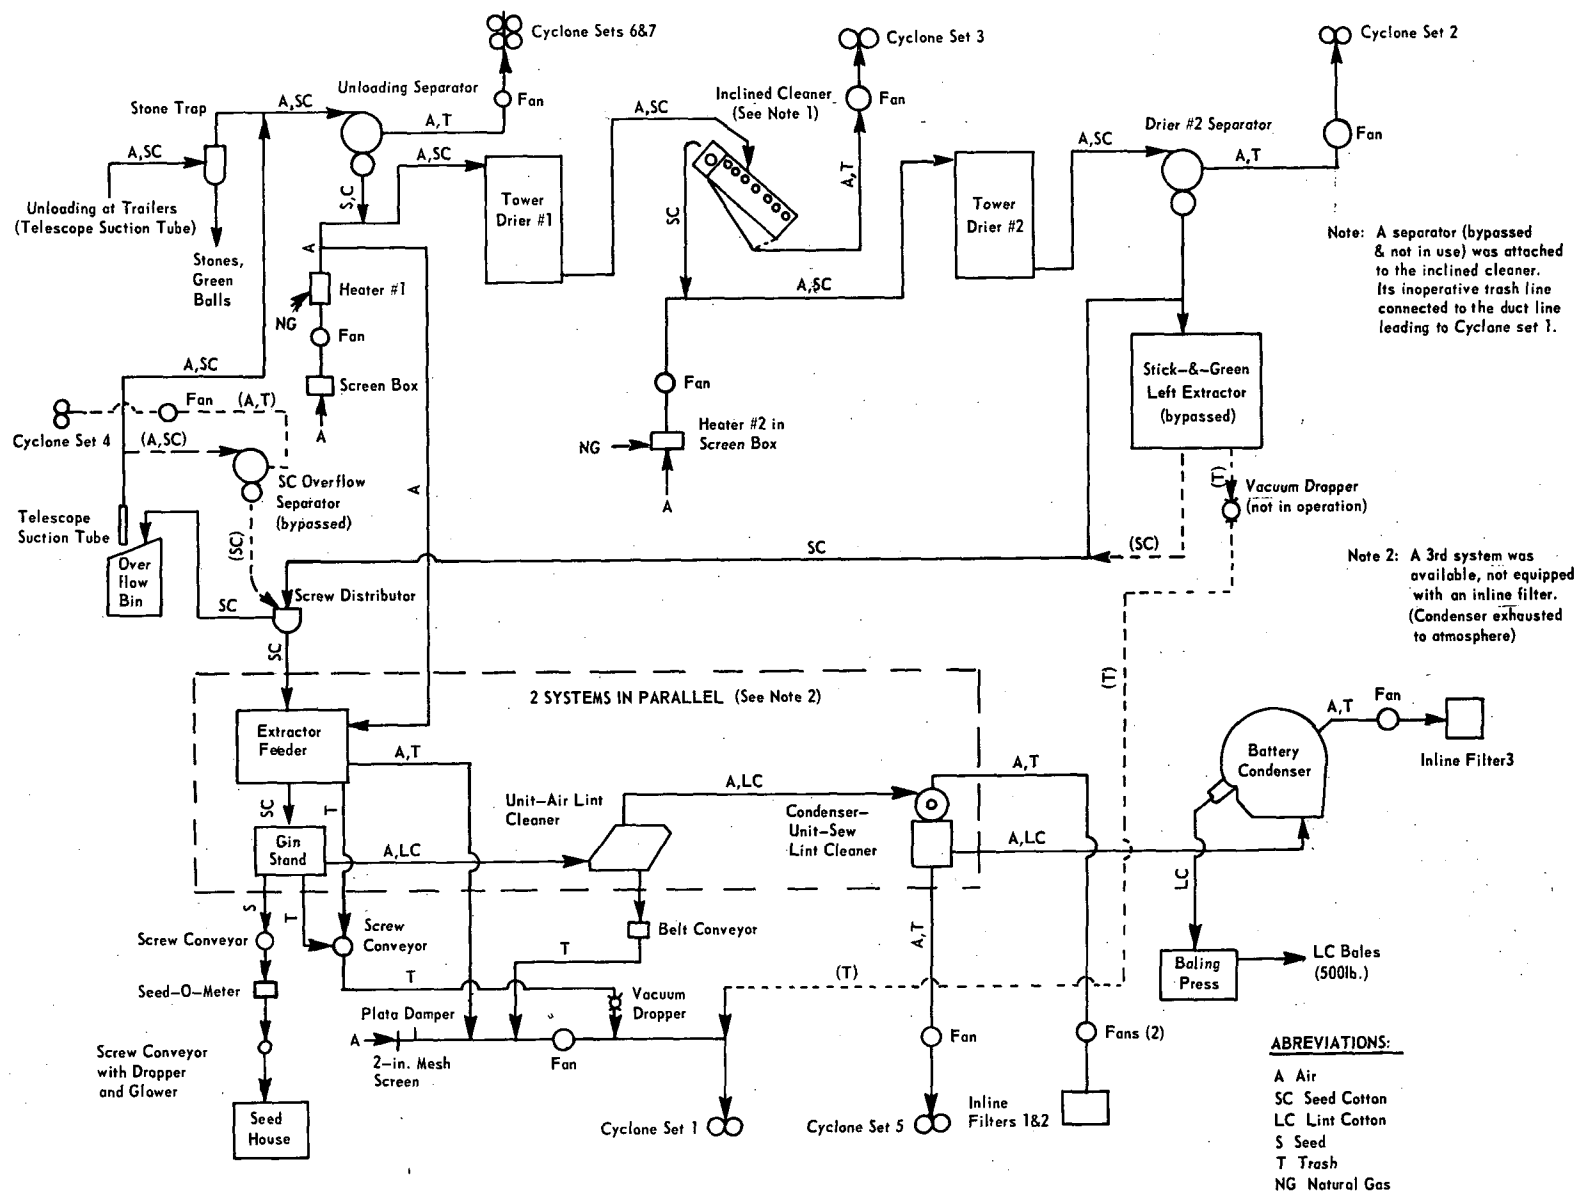 Cyclone Sets 6&7
Cyclone Set 3
Cyclone Set 2
Unloading Separator
Fan
Stone Trap
A,SC
A,T
Inclined Cleaner
(See Note 1)
A,SC
Fan
A,T
Drier #2 Separator
Fan
A,SC
A,T
A,SC
Unloading at Trailers
(Telescope Suction Tube)
Stones,
Green
Balls
S,C
A,SC
Tower
Drier #1
SC
Tower
Drier #2
A,SC
Note: A separator (bypassed
& not in use) was attached
to the inclined cleaner.
Its inoperative trash line
connected to the duct line
leading to Cyclone set 1.
A
Heater #1
NG
Fan
Screen Box
A
A,SC
Fan
(A,T)
Cyclone Set 4
(A,SC)
SC Overflow
Separator
(bypassed)
A
Fan
Heater #2 in
Screen Box
NG
A
Stick-&-Green
Left Extractor
(bypassed)
(T)
Vacuum Dropper
(not in operation)
Telescope
Suction Tube
Over
flow
Bin
(SC)
SC
(SC)
SC
Screw Distributor
SC
Note 2: A 3rd system was
available, not equipped
with an inline filter.
(Condenser exhausted
to atmosphere)
(T)
2 SYSTEMS IN PARALLEL (See Note 2)
Extractor
Feeder
A,T
SC
T
Gin
Stand
A,LC
Unit-Air Lint
Cleaner
A,LC
Condenser-
Unit-Sew
Lint Cleaner
A,T
A,LC
Battery
Condenser
A,T
Fan
Inline Filter3
LC
Baling
Press
LC Bales
(500lb.)
S
T
Screw Conveyor
Screw
Conveyor
Seed-O-Meter
Screw Conveyor
with Dropper
and Glower
Seed
House
T
Belt Conveyor
T
Vacuum
Dropper
Plata Damper
A
2-in. Mesh
Screen
Fan
(T)
A,T
Fan
Fans (2)
Cyclone Set 1
Cyclone Set 5
Inline
Filters 1&2
ABREVIATIONS:
A Air
SC Seed Cotton
LC Lint Cotton
S Seed
T Trash
NG Natural Gas